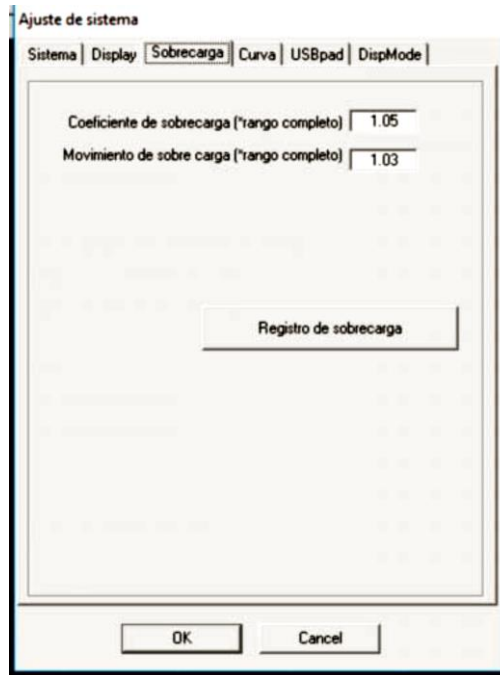 Ajuste de sistema
Sistema Display Sobrecarga Curva USBpad DispMode
Coeficiente de sobrecarga (*rango completo) 1.05
Movimiento de sobre carga (*rango completo) 1.03
Registro de sobrecarga
OK Cancel